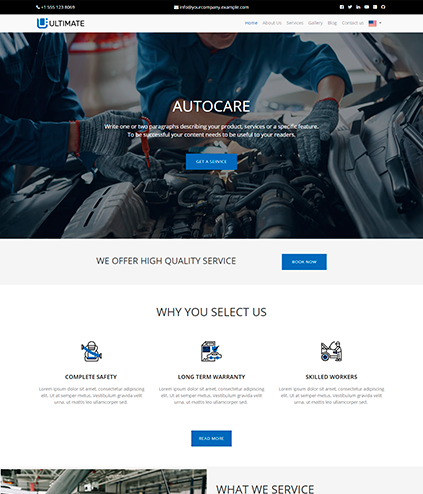 +1 555 123 8069
info@yourcompany.example.com
ULTIMATE
Home About Us Services Gallery Blog Contact us
AUTOCARE
Write one or two paragraphs describing your product, services or a specific feature.
To be successful your content needs to be useful to your readers.
GET A SERVICE
WE OFFER HIGH QUALITY SERVICE
BOOK NOW
WHY YOU SELECT US
COMPLETE SAFETY
Lorem ipsum dolor sit amet, consectetur adipiscing
elit. Ut at semper metus. Vestibulum gravida velit
urna, ut mattis leo ullamcorper sed.
LONG TERM WARRANTY
Lorem ipsum dolor sit amet, consectetur adipiscing
elit. Ut at semper metus. Vestibulum gravida velit
urna, ut mattis leo ullamcorper sed.
SKILLED WORKERS
Lorem ipsum dolor sit amet, consectetur adipiscing
elit. Ut at semper metus. Vestibulum gravida velit
urna, ut mattis leo ullamcorper sed.
READ MORE
WHAT WE SERVICE